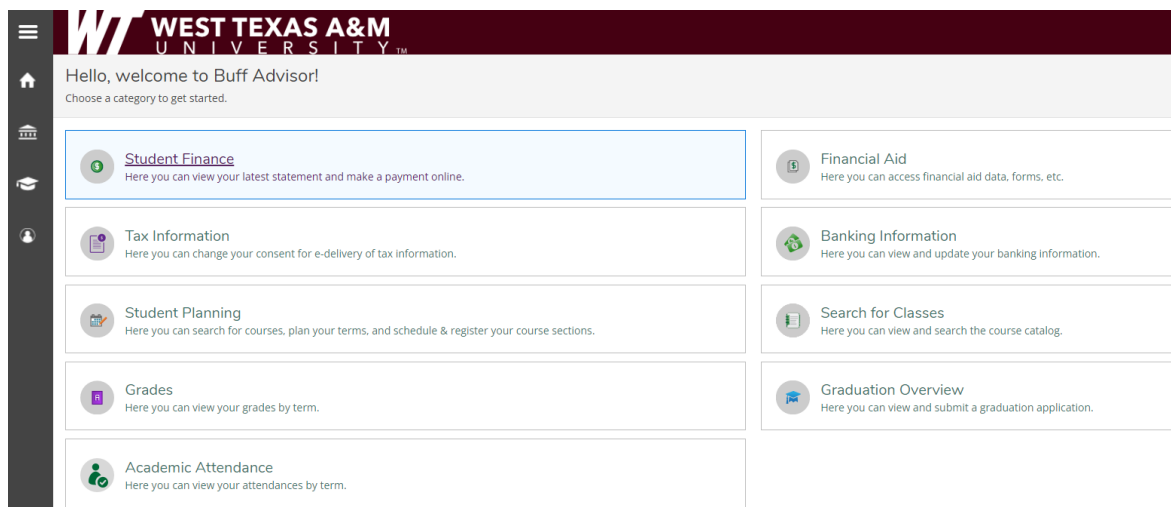 WEST TEXAS A&M
UNIVERSITY TM
Hello, welcome to Buff Advisor!
Choose a category to get started.
Student Finance
Here you can view your latest statement and make a payment online.
Financial Aid
Here you can access financial aid data, forms, etc.
Tax Information
Here you can change your consent for e-delivery of tax information.
Banking Information
Here you can view and update your banking information.
Student Planning
Here you can search for courses, plan your terms, and schedule & register your course sections.
Search for Classes
Here you can view and search the course catalog.
Grades
Here you can view your grades by term.
Graduation Overview
Here you can view and submit a graduation application.
Academic Attendance
Here you can view your attendances by term.